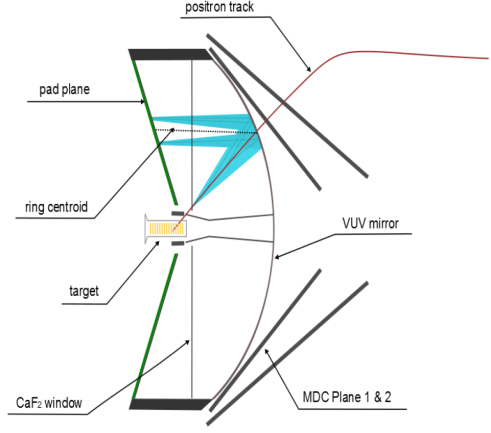 positron track
pad plane
ring centroid
VUV mirror
target
CaF₂ window
MDC Plane 1 & 2